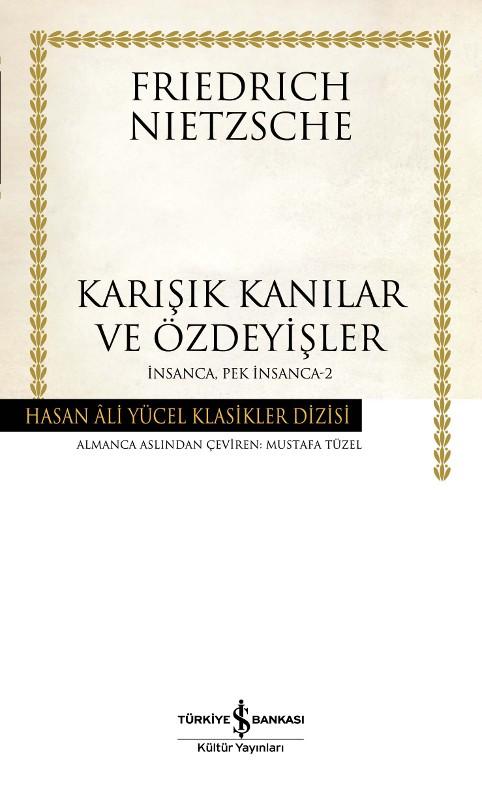 FRIEDRICH
NIETZSCHE
KARIŞIK KANILAR
VE ÖZDEYİŞLER
İNSANCA, PEK İNSANCA-2
HASAN ÂLİ YÜCEL KLASİKLER DİZİSİ
ALMANCA ASLINDAN ÇEVİREN: MUSTAFA TÜZEL
TÜRKİYE İŞ BANKASI
Kültür Yayınları